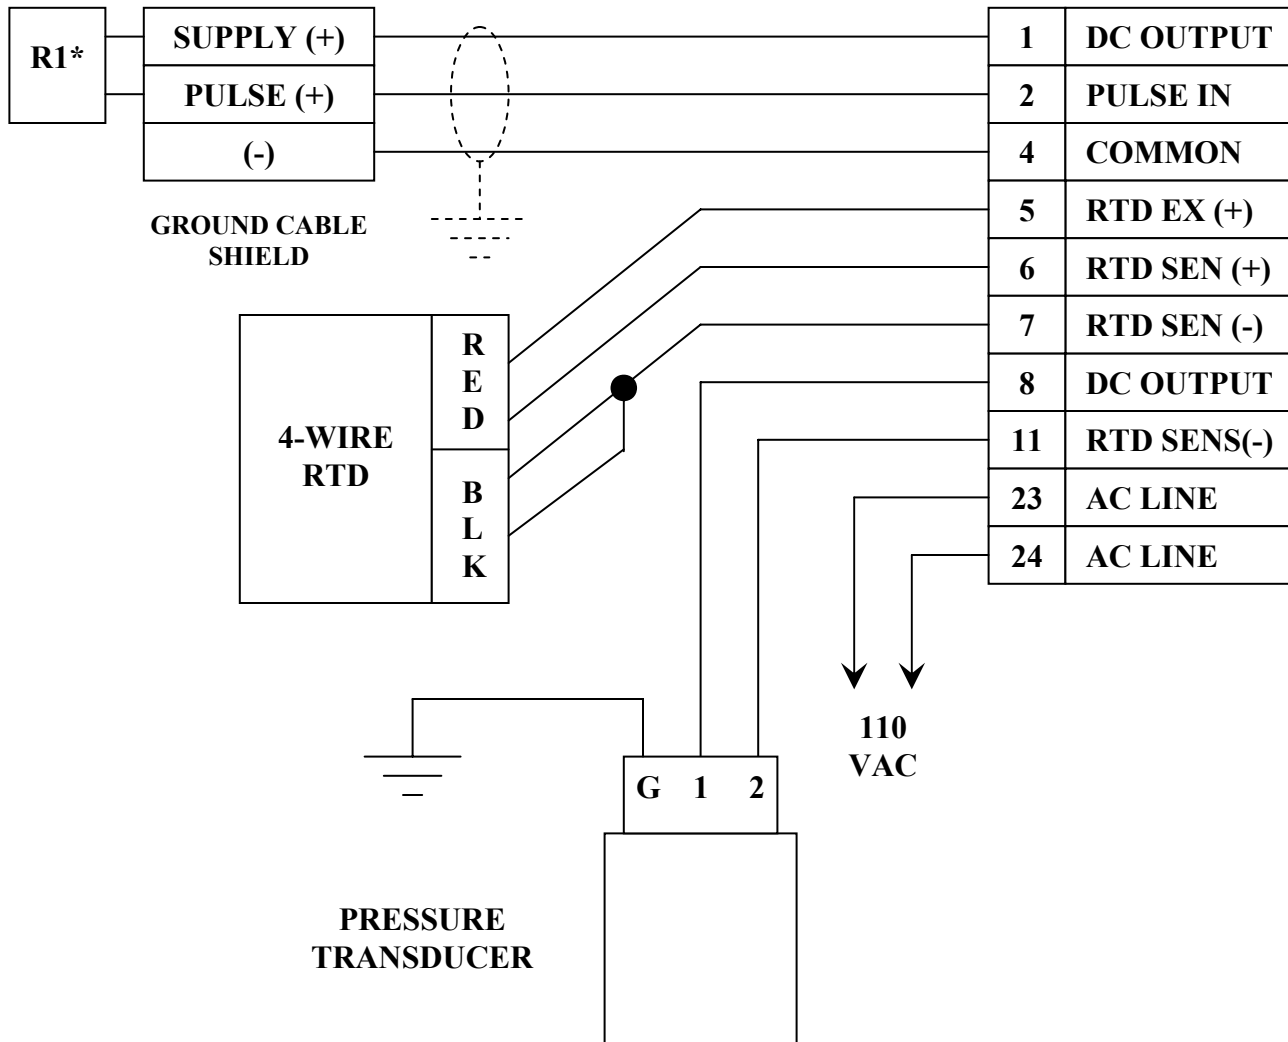 R1*
SUPPLY (+)
PULSE (+)
(-)
GROUND CABLE
SHIELD
1 DC OUTPUT
2 PULSE IN
4 COMMON
5 RTD EX (+)
6 RTD SEN (+)
7 RTD SEN (-)
8 DC OUTPUT
11 RTD SENS(-)
23 AC LINE
24 AC LINE
4-WIRE
RTD
R
E
D
B
L
K
110
VAC
G 1 2
PRESSURE
TRANSDUCER